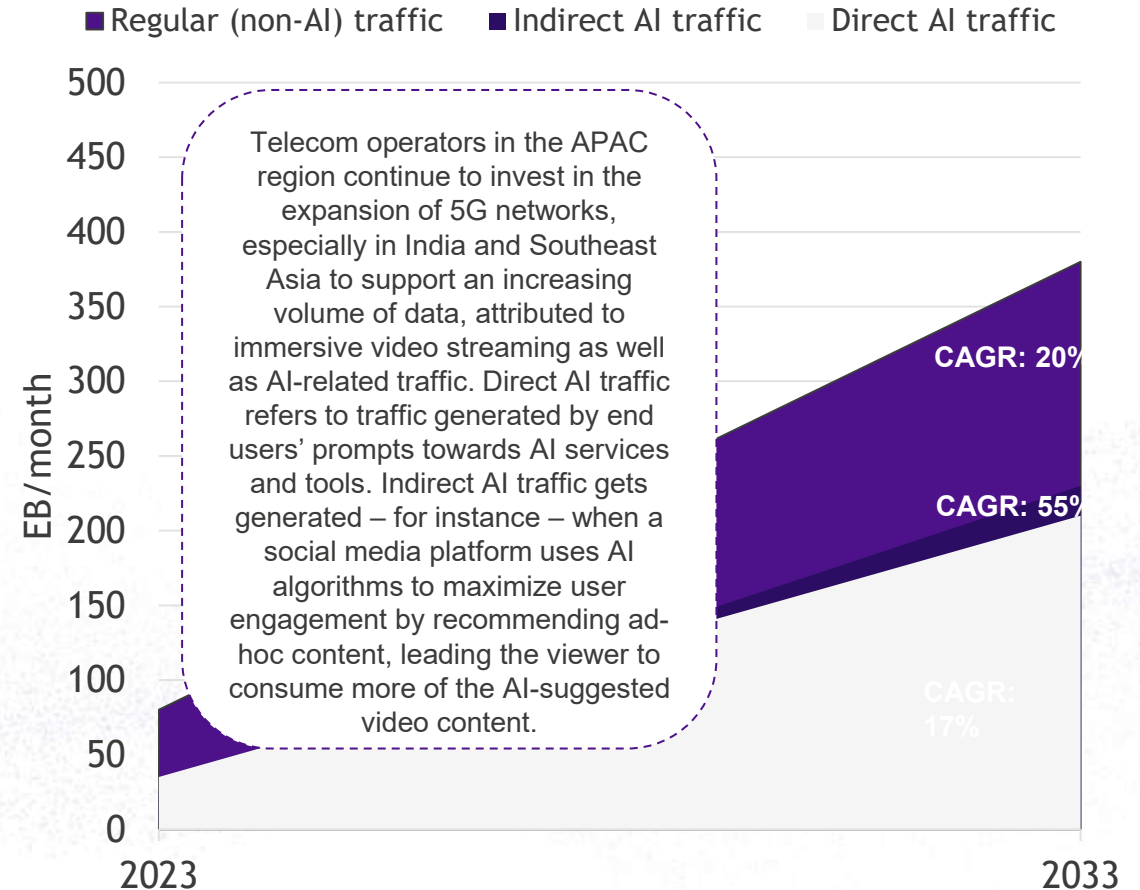 Regular (non-AI) traffic Indirect AI traffic Direct AI traffic
500
450
400
350
300
250
200
150
100
50
0
EB/month
Telecom operators in the APAC
region continue to invest in the
expansion of 5G networks,
especially in India and Southeast
Asia to support an increasing
volume of data, attributed to
immersive video streaming as well
as AI-related traffic. Direct AI traffic
refers to traffic generated by end
users’ prompts towards AI services
and tools. Indirect AI traffic gets
generated – for instance – when a
social media platform uses AI
algorithms to maximize user
engagement by recommending ad-
hoc content, leading the viewer to
consume more of the AI-suggested
video content.
CAGR: 20%
CAGR: 55%
CAGR:
17%
2023 2033